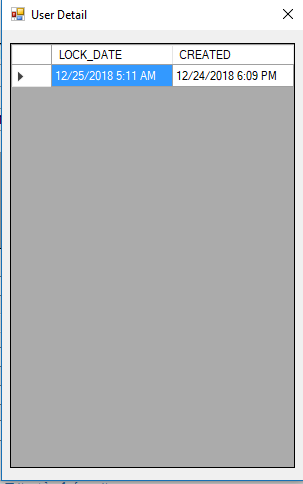 User Detail
LOCK_DATE CREATED
12/25/2018 5:11 AM 12/24/2018 6:09 PM